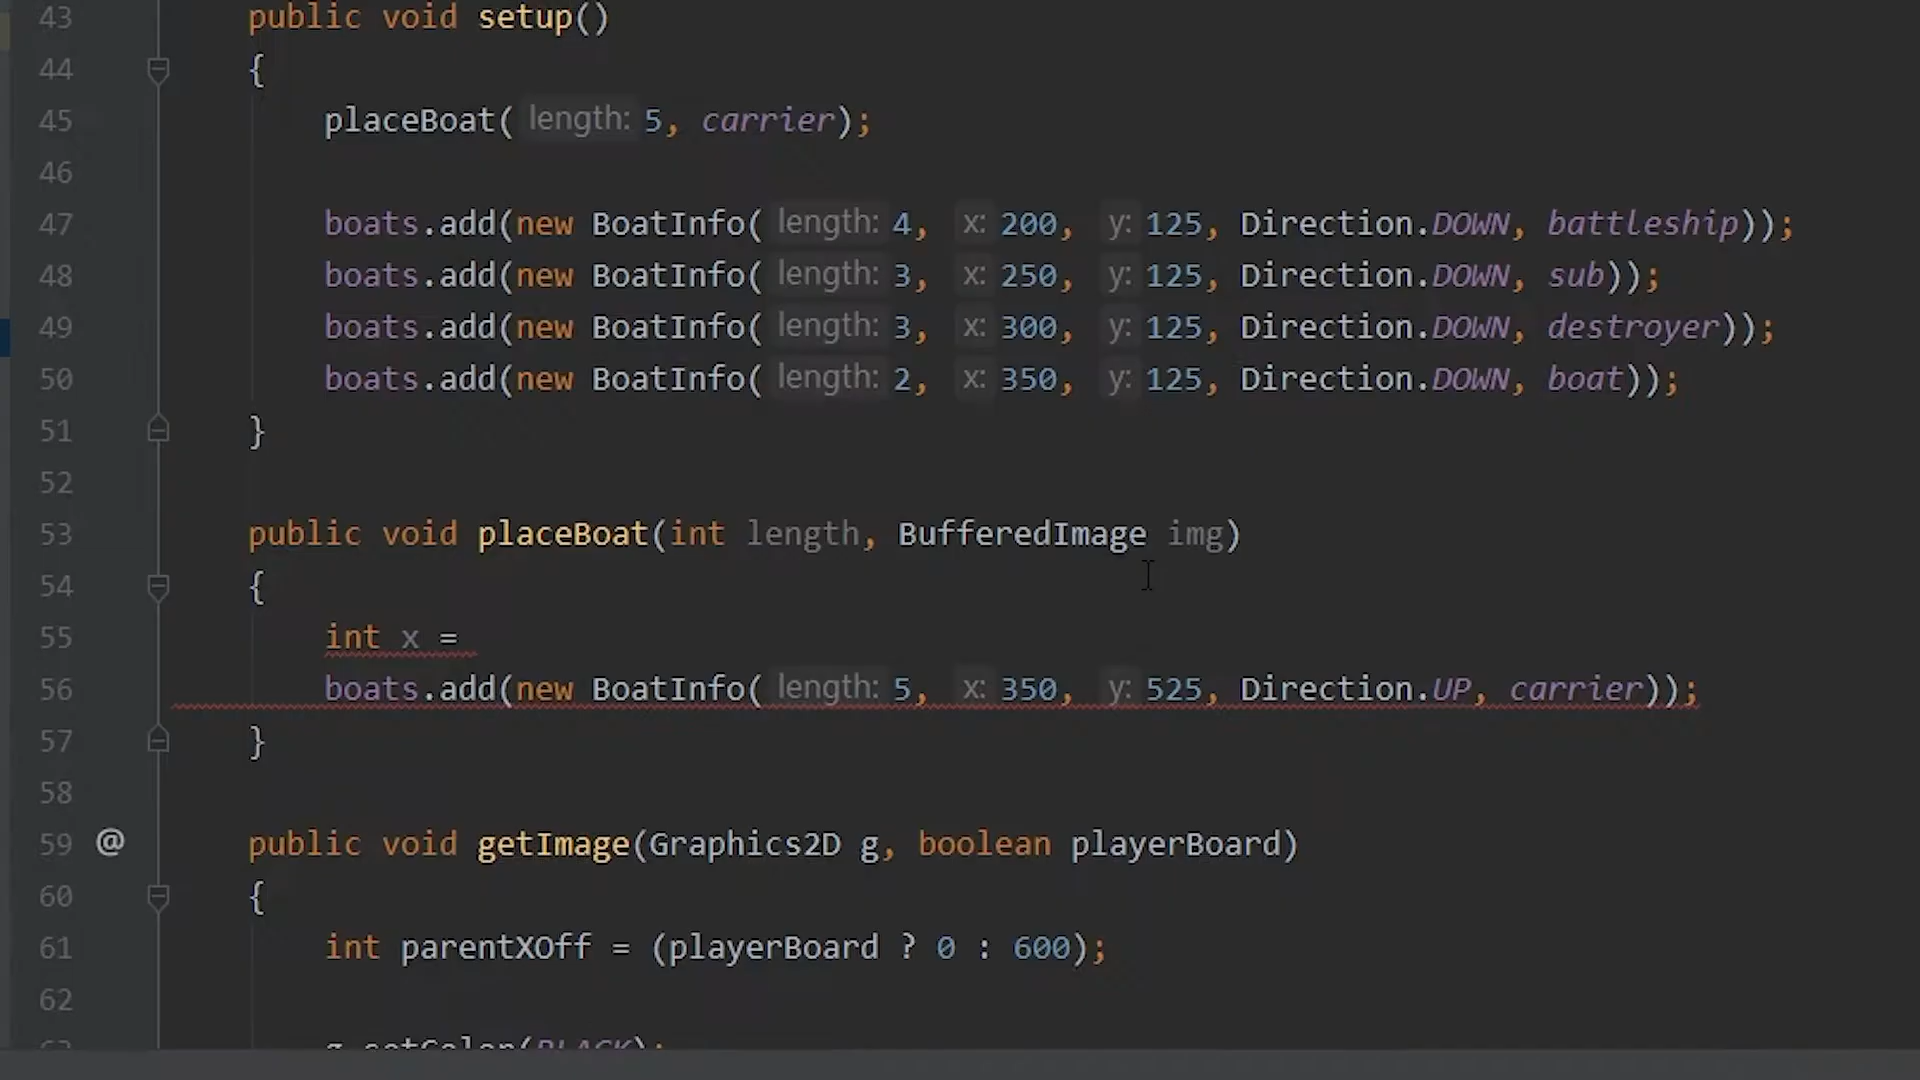 43 public void setup()
44 {
45 placeBoat( length: 5, carrier);
46
47 boats.add(new BoatInfo( length: 4, x: 200, y: 125, Direction.DOWN, battleship));
48 boats.add(new BoatInfo( length: 3, x: 250, y: 125, Direction.DOWN, sub));
49 boats.add(new BoatInfo( length: 3, x: 300, y: 125, Direction.DOWN, destroyer));
50 boats.add(new BoatInfo( length: 2, x: 350, y: 125, Direction.DOWN, boat));
51 }
52
53 public void placeBoat(int length, BufferedImage img)
54 {
55 int x =
56 boats.add(new BoatInfo( length: 5, x: 350, y: 525, Direction.UP, carrier));
57 }
58
59 @ public void getImage(Graphics2D g, boolean playerBoard)
60 {
61 int parentXOff = (playerBoard ? 0 : 600);
62
63 g.setColor(BLACK);